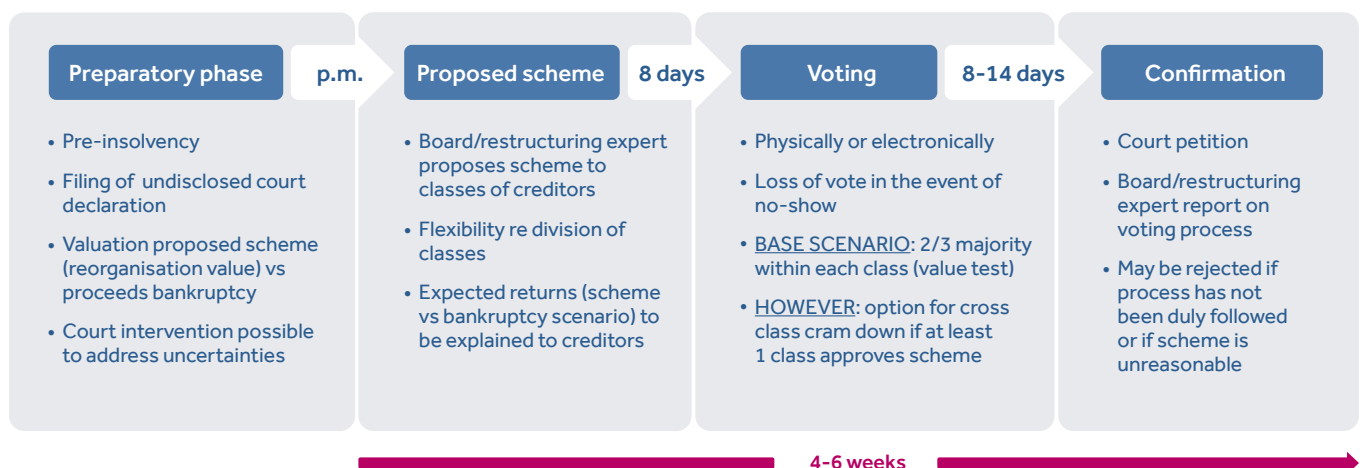 Preparatory phase
p.m.
Proposed scheme
8 days
Voting
8-14 days
Confirmation
• Pre-insolvency
• Filing of undisclosed court
declaration
• Valuation proposed scheme
(reorganisation value) vs
proceeds bankruptcy
• Court intervention possible
to address uncertainties
• Board/restructuring expert
proposes scheme to
classes of creditors
• Flexibility re division of
classes
• Expected returns (scheme
vs bankruptcy scenario) to
be explained to creditors
• Physically or electronically
• Loss of vote in the event of
no-show
• BASE SCENARIO: 2/3 majority
within each class (value test)
• HOWEVER: option for cross
class cram down if at least
1 class approves scheme
• Court petition
• Board/restructuring
expert report on
voting process
• May be rejected if
process has not
been duly followed
or if scheme is
unreasonable
4-6 weeks